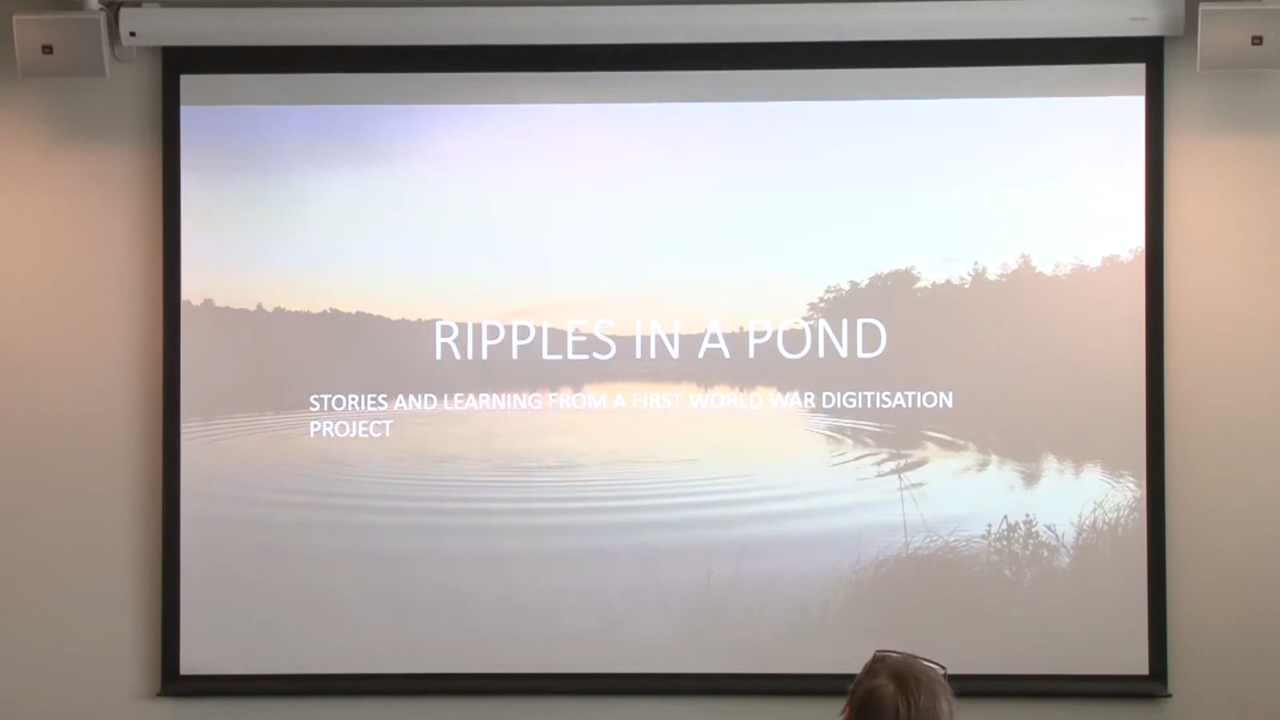 RIPPLES IN A POND
STORIES AND LEARNING FROM A FIRST WORLD WAR DIGITISATION
PROJECT